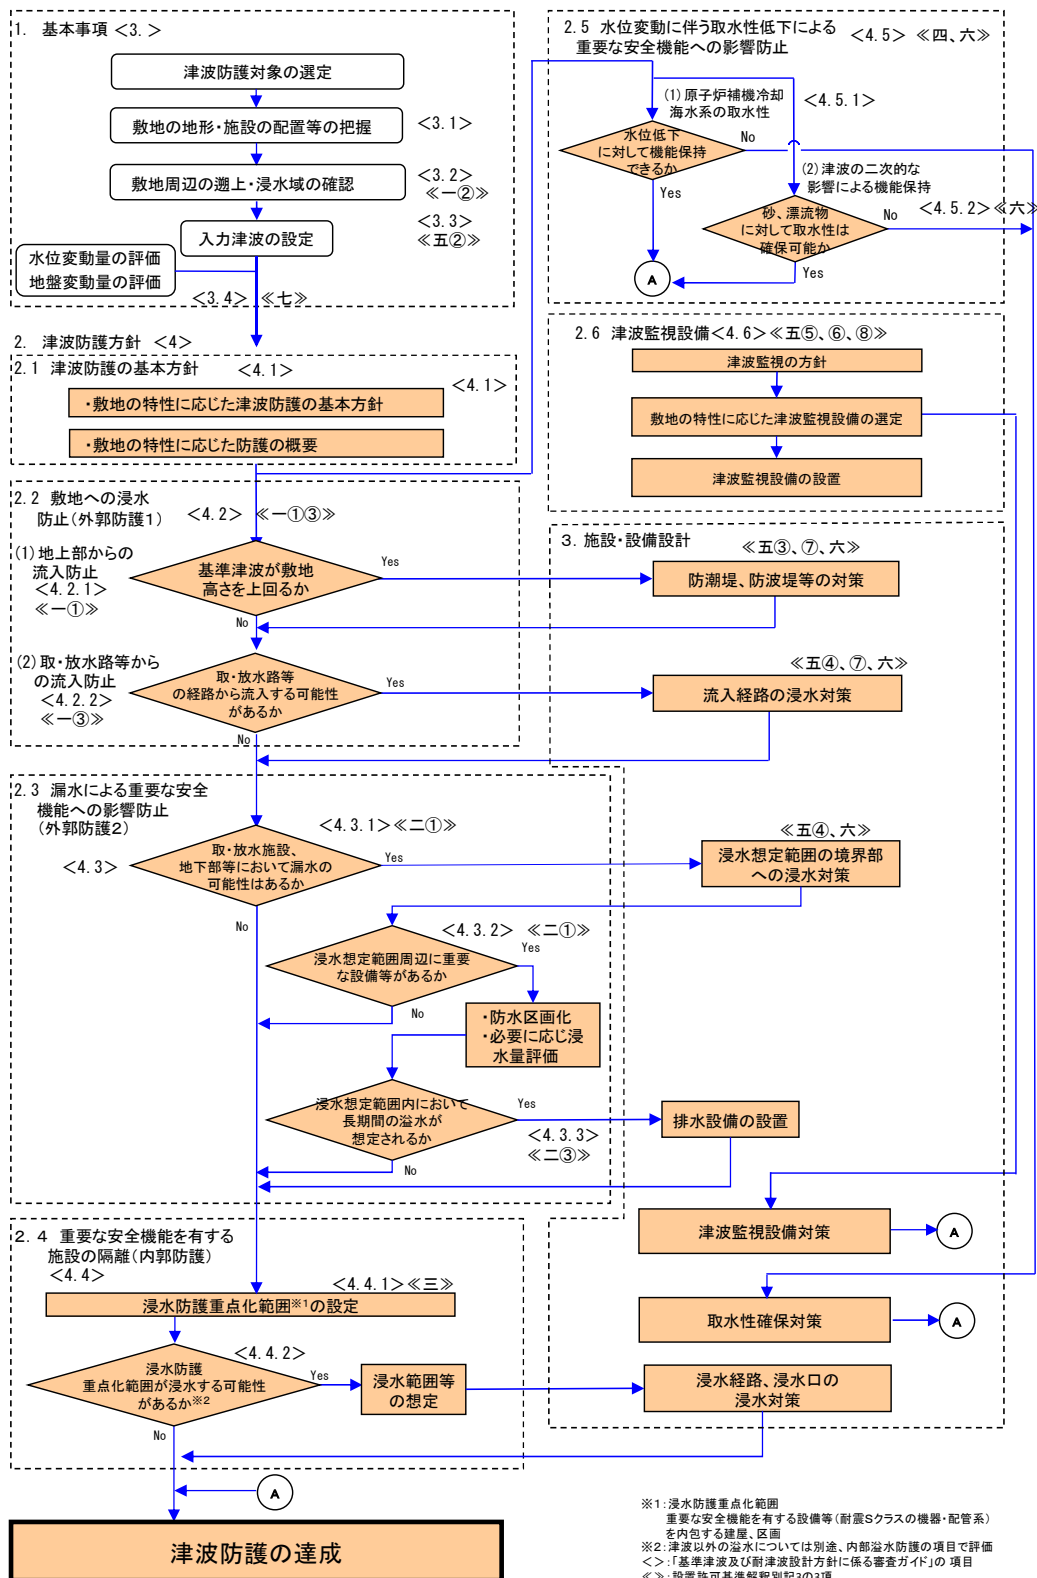 1. 基本事項 <3. >
津波防護対象の選定
敷地の地形・施設の配置等の把握
<3.1>
敷地周辺の遡上・浸水域の確認
<3.2>
≪一②≫
入力津波の設定
<3.3>
≪五②≫
水位変動量の評価
地盤変動量の評価
<3.4> ≪七≫
2. 津波防護方針 <4>
2.1 津波防護の基本方針 <4.1>
<4.1>
・敷地の特性に応じた津波防護の基本方針
・敷地の特性に応じた防護の概要
2.2 敷地への浸水
防止(外郭防護1)
<4.2> ≪一①③≫
(1)地上部からの
流入防止
<4.2.1>
≪一①≫
基準津波が敷地
高さを上回るか
Yes
No
(2)取・放水路等から
の流入防止
<4.2.2>
≪一③≫
取・放水路等
の経路から流入する可能性
があるか
Yes
No
2.3 漏水による重要な安全
機能への影響防止
(外郭防護2)
<4.3.1>≪二①≫
<4.3>
取・放水施設、
地下部等において漏水の
可能性はあるか
Yes
No
<4.3.2> ≪二①≫
浸水想定範囲周辺に重要
な設備等があるか
Yes
No
・防水区画化
・必要に応じ浸
水量評価
浸水想定範囲内において
長期間の溢水が
想定されるか
Yes
No
<4.3.3>
≪二③≫
2.4 重要な安全機能を有する
施設の隔離(内郭防護)
<4.4>
<4.4.1>≪三≫
浸水防護重点化範囲※1の設定
<4.4.2>
浸水防護
重点化範囲が浸水する可能性
があるか※2
Yes
No
浸水範囲等
の想定
A
津波防護の達成
2.5 水位変動に伴う取水性低下による
重要な安全機能への影響防止
<4.5> ≪四、六≫
(1)原子炉補機冷却
海水系の取水性
<4.5.1>
水位低下
に対して機能保持
できるか
No
Yes
(2)津波の二次的な
影響による機能保持
砂、漂流物
に対して取水性は
確保可能か
No
<4.5.2>≪六≫
Yes
A
2.6 津波監視設備<4.6>≪五⑤、⑥、⑧≫
津波監視の方針
敷地の特性に応じた津波監視設備の選定
津波監視設備の設置
3. 施設・設備設計
≪五③、⑦、六≫
防潮堤、防波堤等の対策
≪五④、⑦、六≫
流入経路の浸水対策
≪五④、六≫
浸水想定範囲の境界部
への浸水対策
排水設備の設置
津波監視設備対策
A
取水性確保対策
A
浸水経路、浸水口の
浸水対策
※1:浸水防護重点化範囲
重要な安全機能を有する設備等(耐震Sクラスの機器・配管系)
を内包する建屋、区画
※2:津波以外の溢水については別途、内部溢水防護の項目で評価
<>:「基準津波及び耐津波設計方針に係る審査ガイド」の 項目
≪≫:設置許可基準解釈別記3の3項